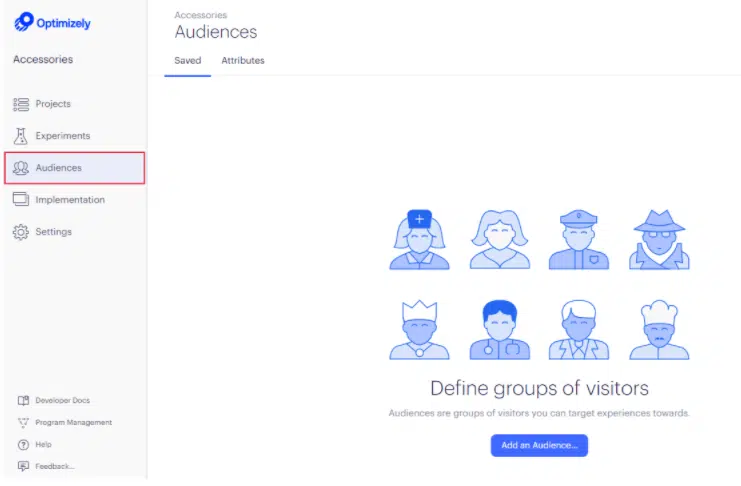 Optimizely
Accessories
Projects
Experiments
Audiences
Implementation
Settings
Developer Docs
Program Management
Help
Feedback...
Accessories
Audiences
Saved Attributes
Define groups of visitors
Audiences are groups of visitors you can target experiences towards.
Add an Audience...